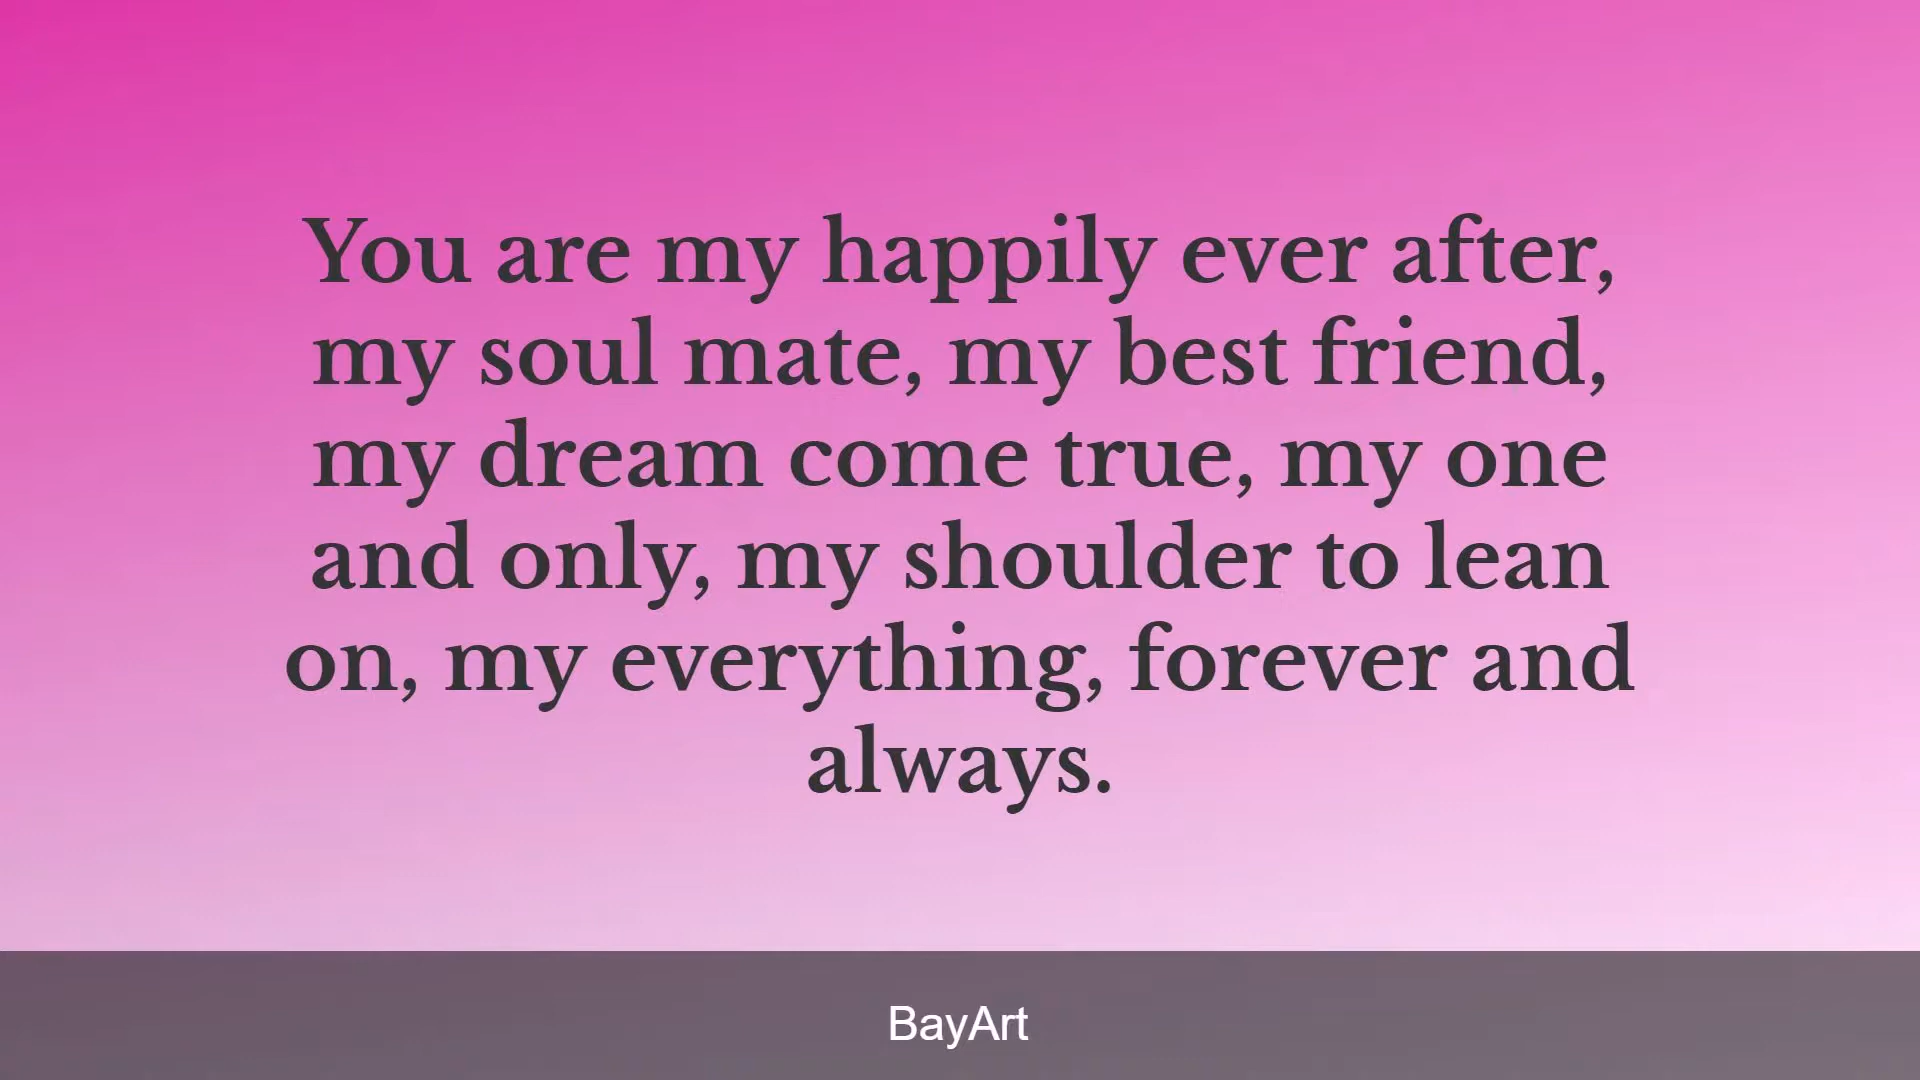 You are my happily ever after,
my soul mate, my best friend,
my dream come true, my one
and only, my shoulder to lean
on, my everything, forever and
always.
BayArt